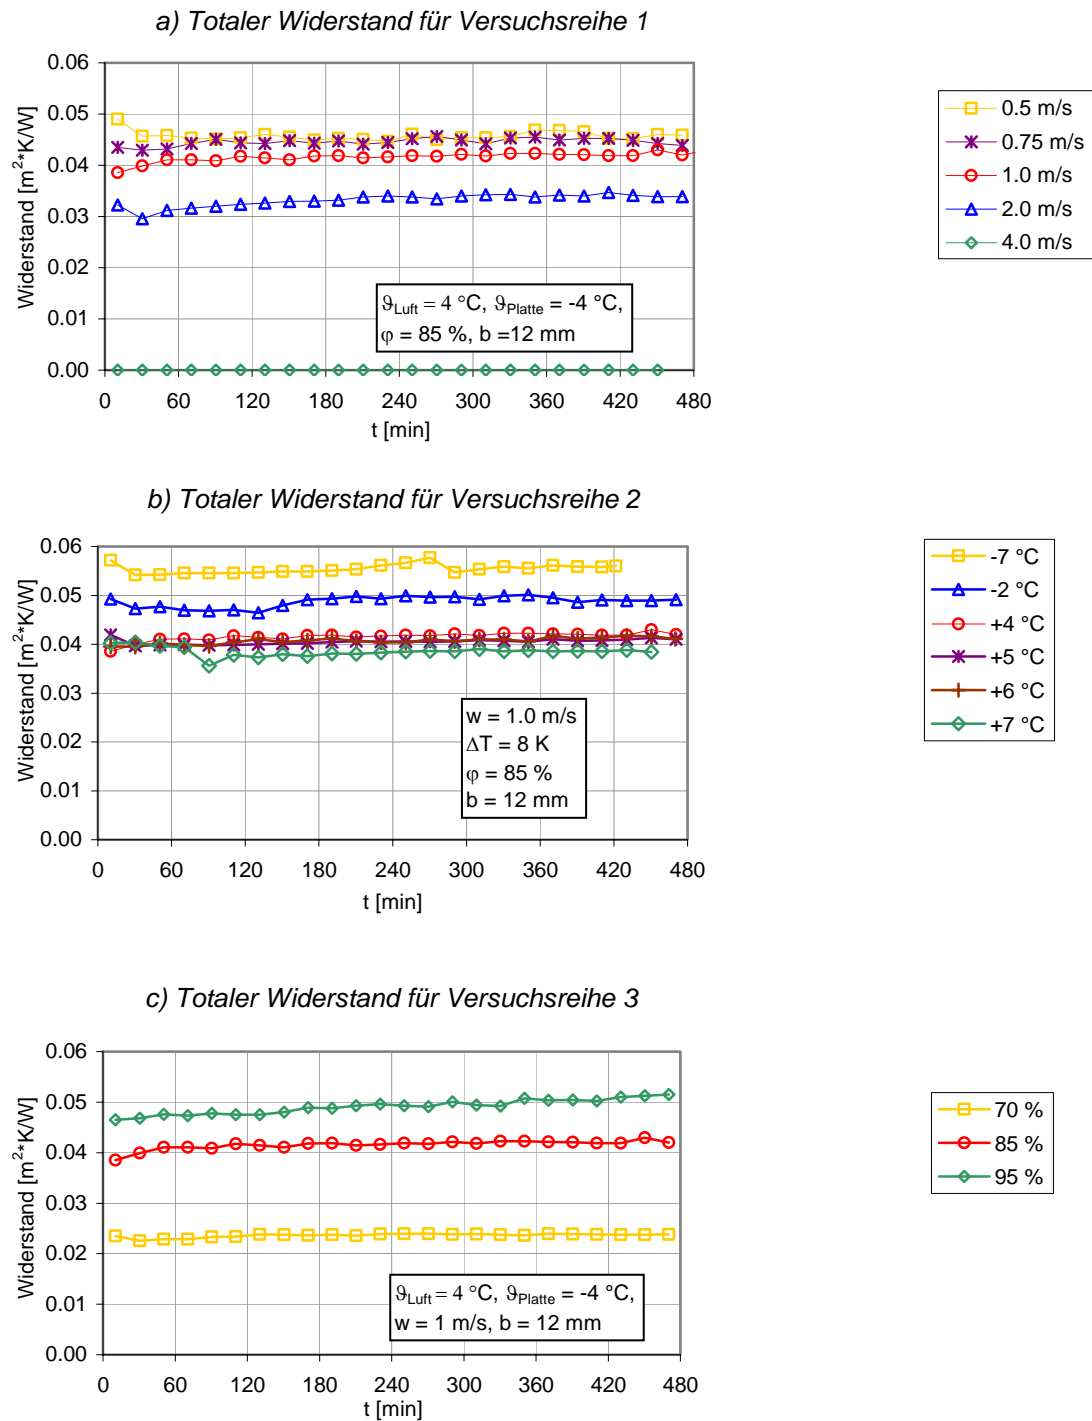 a) Totaler Widerstand für Versuchsreihe 1
Widerstand [m²*K/W]
0.06
0.05
0.04
0.03
0.02
0.01
0.00
0 60 120 180 240 300 360 420 480
t [min]
ϑLuft = 4 °C, ϑPlatte = -4 °C,
φ = 85 %, b =12 mm
0.5 m/s
0.75 m/s
1.0 m/s
2.0 m/s
4.0 m/s
b) Totaler Widerstand für Versuchsreihe 2
Widerstand [m²*K/W]
0.06
0.05
0.04
0.03
0.02
0.01
0.00
0 60 120 180 240 300 360 420 480
t [min]
w = 1.0 m/s
ΔT = 8 K
φ = 85 %
b = 12 mm
-7 °C
-2 °C
+4 °C
+5 °C
+6 °C
+7 °C
c) Totaler Widerstand für Versuchsreihe 3
Widerstand [m²*K/W]
0.06
0.05
0.04
0.03
0.02
0.01
0.00
0 60 120 180 240 300 360 420 480
t [min]
ϑLuft = 4 °C, ϑPlatte = -4 °C,
w = 1 m/s, b = 12 mm
70 %
85 %
95 %